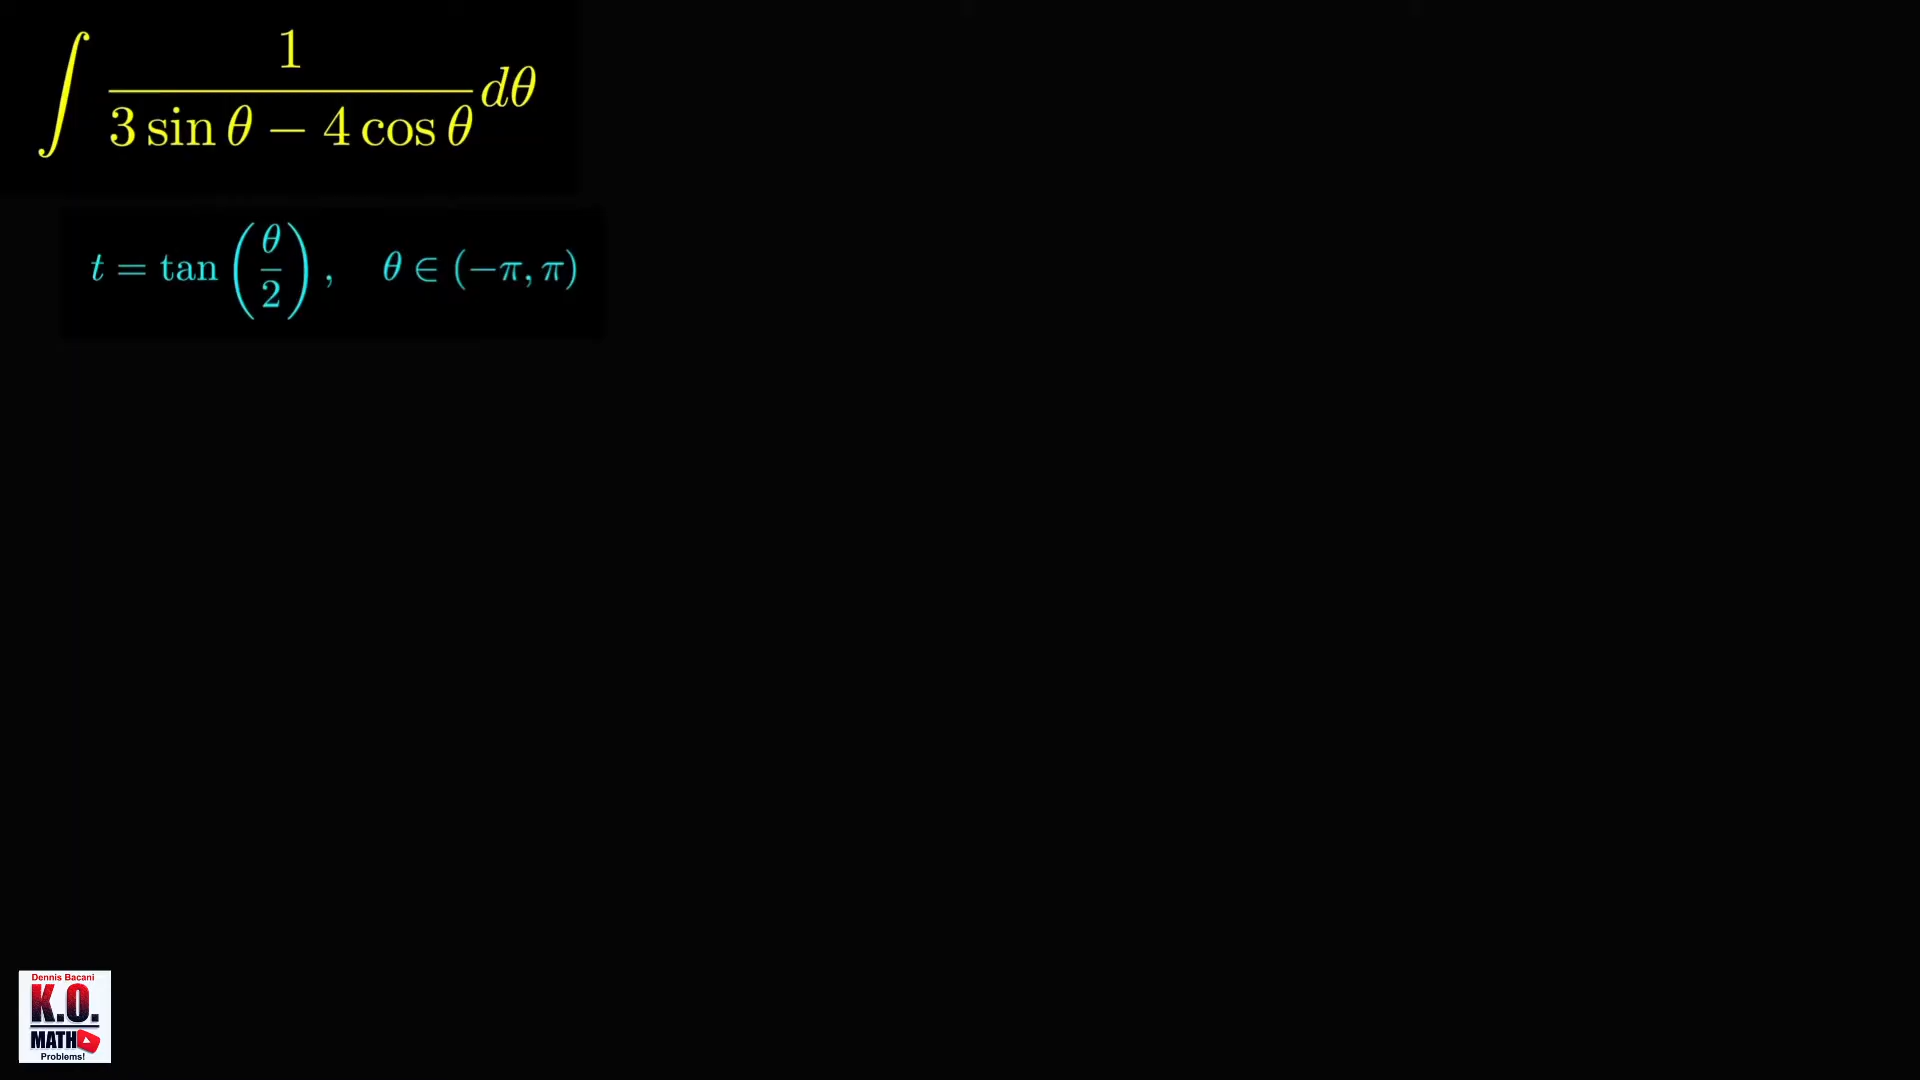 ∫ 1/(3 sin θ − 4 cos θ) dθ
t = tan (θ/2), θ ∈ (−π, π)
Dennis Bacani
K.O.
MATH
Problems!